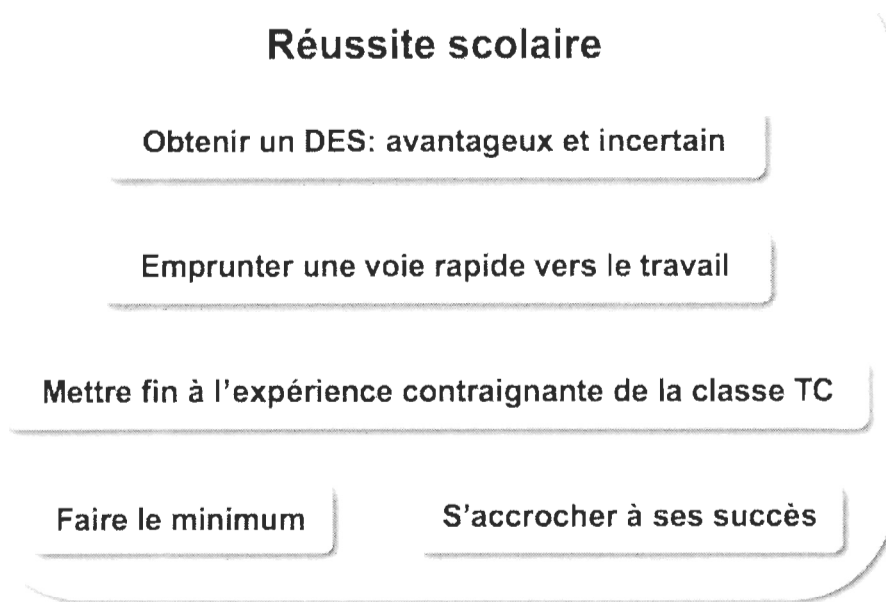 Réussite scolaire
Obtenir un DES: avantageux et incertain
Emprunter une voie rapide vers le travail
Mettre fin à l'expérience contraignante de la classe TC
Faire le minimum
S'accrocher à ses succès